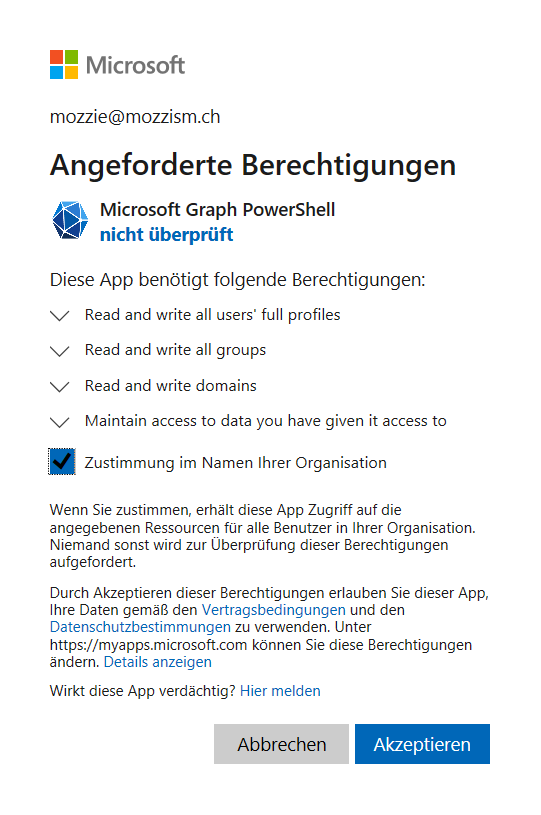 Microsoft
mozzie@mozzism.ch
Angeforderte Berechtigungen
Microsoft Graph PowerShell
nicht überprüft
Diese App benötigt folgende Berechtigungen:
Read and write all users' full profiles
Read and write all groups
Read and write domains
Maintain access to data you have given it access to
Zustimmung im Namen Ihrer Organisation
Wenn Sie zustimmen, erhält diese App Zugriff auf die
angegebenen Ressourcen für alle Benutzer in Ihrer Organisation.
Niemand sonst wird zur Überprüfung dieser Berechtigungen
aufgefordert.
Durch Akzeptieren dieser Berechtigungen erlauben Sie dieser App,
Ihre Daten gemäß den Vertragsbedingungen und den
Datenschutzbestimmungen zu verwenden. Unter
https://myapps.microsoft.com können Sie diese Berechtigungen
ändern. Details anzeigen
Wirkt diese App verdächtig? Hier melden
Abbrechen
Akzeptieren